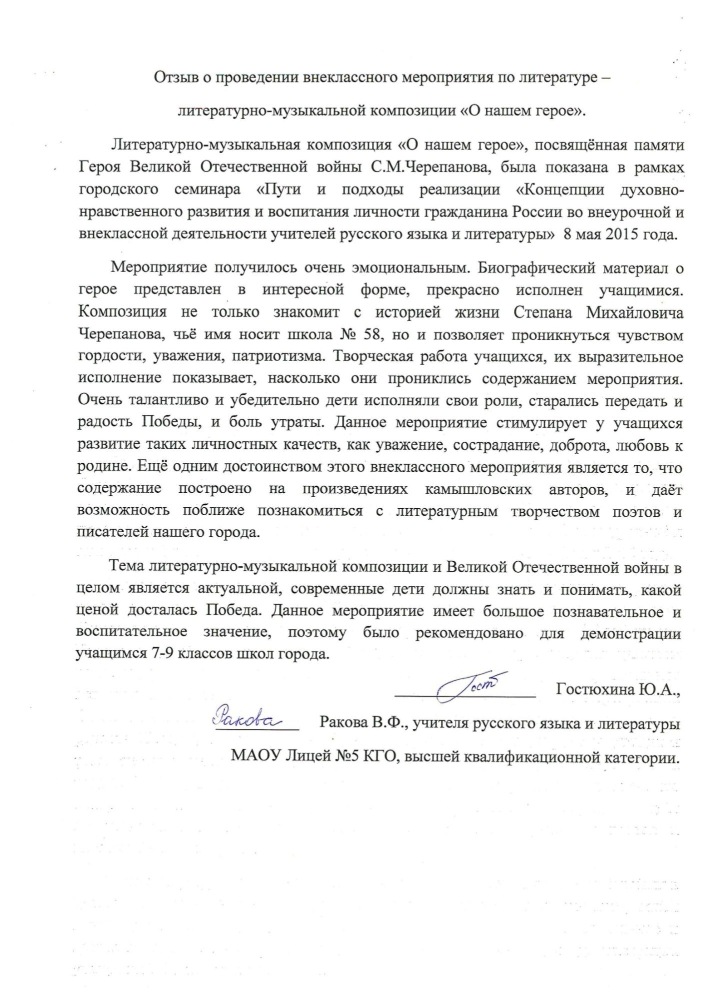 Отзыв о проведении внеклассного мероприятия по литературе –
литературно-музыкальной композиции «О нашем герое».
Литературно-музыкальная композиция «О нашем герое», посвящённая памяти
Героя Великой Отечественной войны С.М.Черепанова, была показана в рамках
городского семинара «Пути и подходы реализации «Концепции духовно-
нравственного развития и воспитания личности гражданина России во внеурочной и
внеклассной деятельности учителей русского языка и литературы» 8 мая 2015 года.
Мероприятие получилось очень эмоциональным. Биографический материал о
герое представлен в интересной форме, прекрасно исполнен учащимися.
Композиция не только знакомит с историей жизни Степана Михайловича
Черепанова, чьё имя носит школа № 58, но и позволяет проникнуться чувством
гордости, уважения, патриотизма. Творческая работа учащихся, их выразительное
исполнение показывает, насколько они прониклись содержанием мероприятия.
Очень талантливо и убедительно дети исполняли свои роли, старались передать и
радость Победы, и боль утраты. Данное мероприятие стимулирует у учащихся
развитие таких личностных качеств, как уважение, сострадание, доброта, любовь к
родине. Ещё одним достоинством этого внеклассного мероприятия является то, что
содержание построено на произведениях камышловских авторов, и даёт
возможность поближе познакомиться с литературным творчеством поэтов и
писателей нашего города.
Тема литературно-музыкальной композиции и Великой Отечественной войны в
целом является актуальной, современные дети должны знать и понимать, какой
ценой досталась Победа. Данное мероприятие имеет большое познавательное и
воспитательное значение, поэтому было рекомендовано для демонстрации
учащимся 7-9 классов школ города.
Гост Гостюхина Ю.А.,
Ракова Ракова В.Ф., учителя русского языка и литературы
МАОУ Лицей №5 КГО, высшей квалификационной категории.